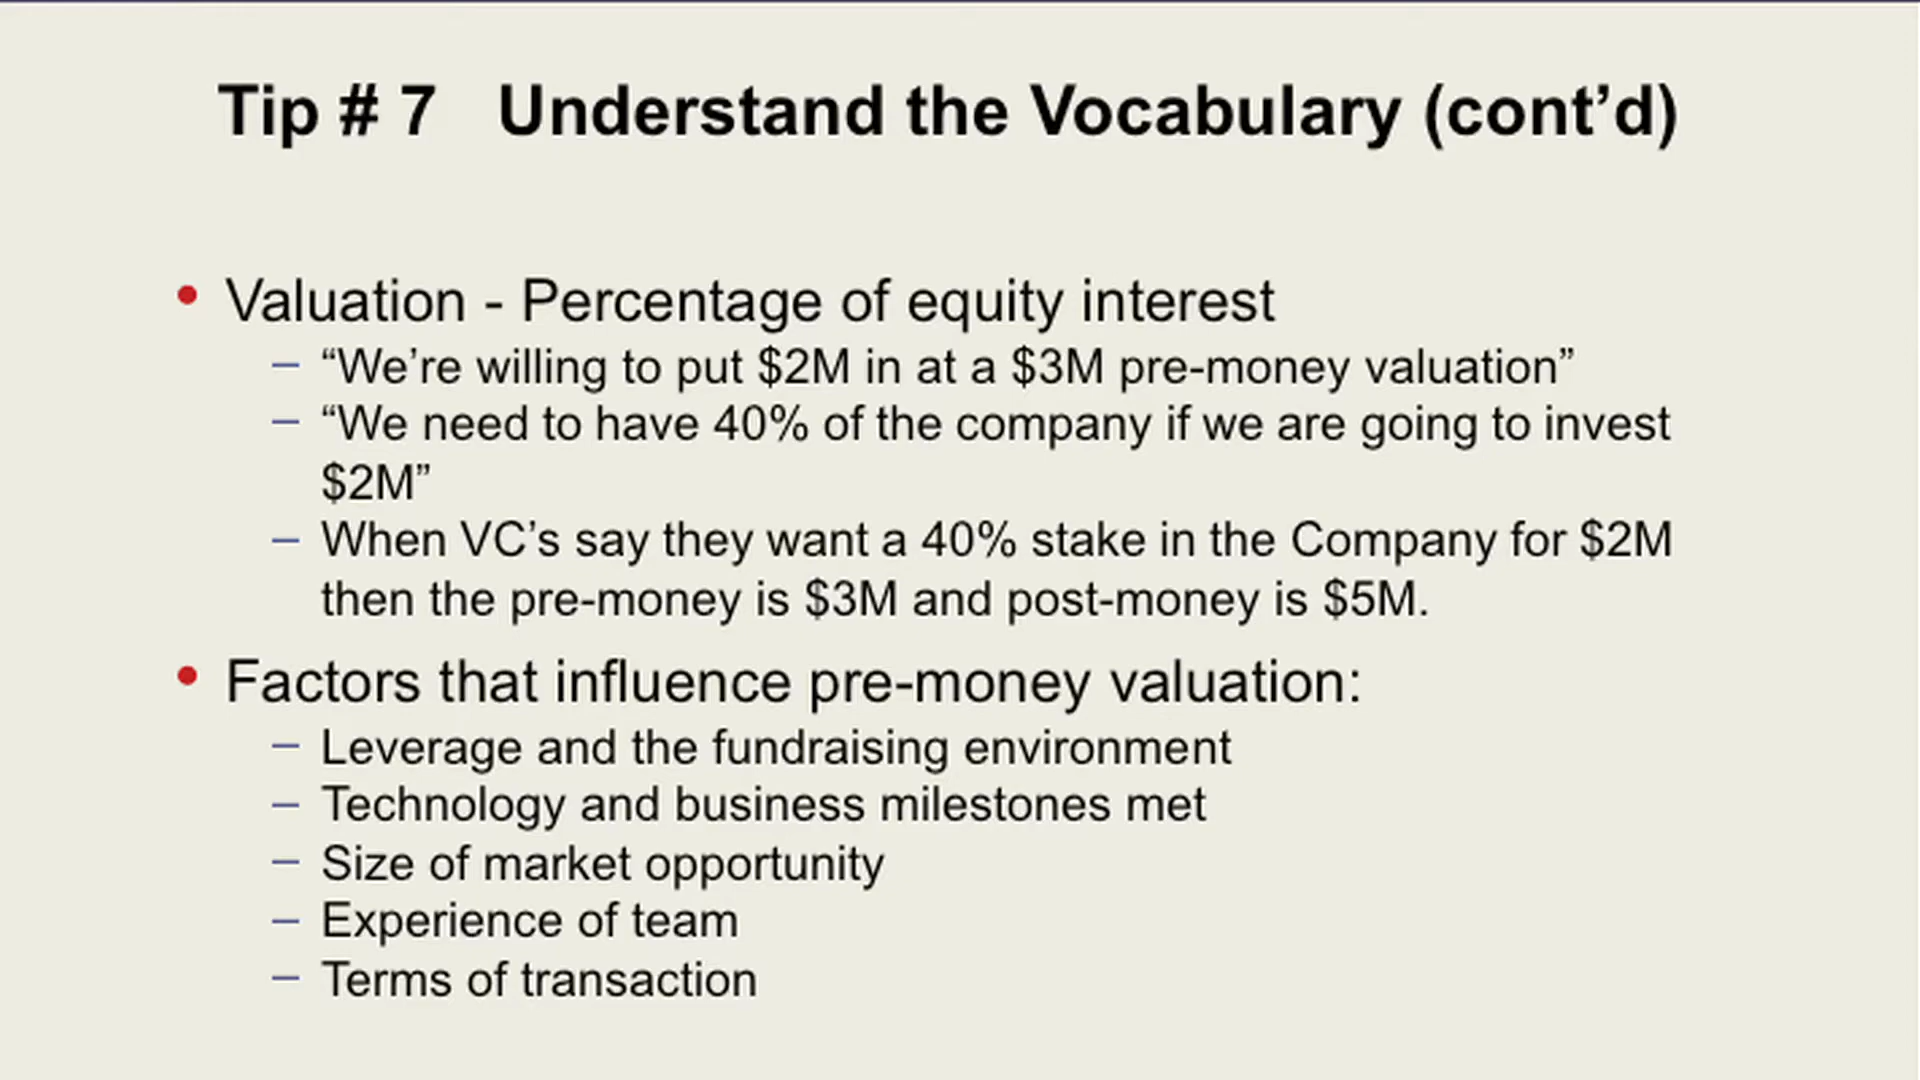 Tip # 7 Understand the Vocabulary (cont’d)
• Valuation - Percentage of equity interest
– “We’re willing to put $2M in at a $3M pre-money valuation”
– “We need to have 40% of the company if we are going to invest
$2M”
– When VC’s say they want a 40% stake in the Company for $2M
then the pre-money is $3M and post-money is $5M.
• Factors that influence pre-money valuation:
– Leverage and the fundraising environment
– Technology and business milestones met
– Size of market opportunity
– Experience of team
– Terms of transaction